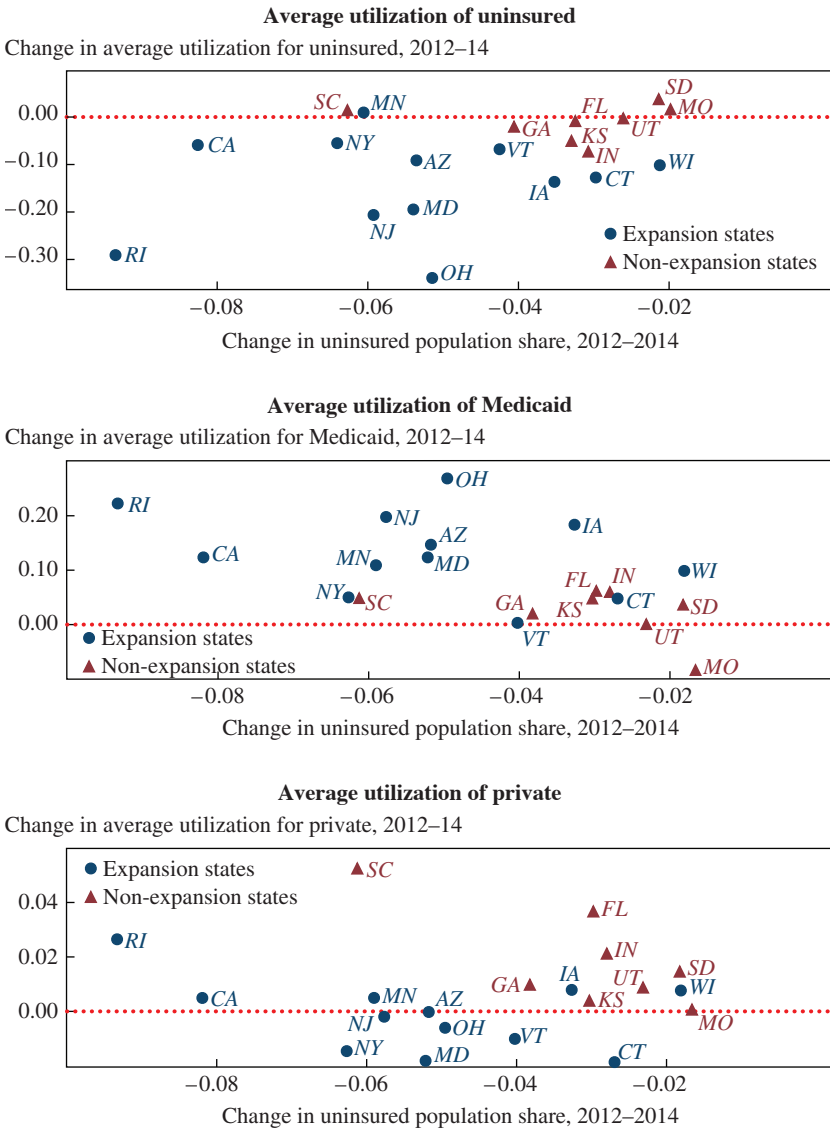 Average utilization of uninsured
Change in average utilization for uninsured, 2012–14
SD
SC
MN
FL
MO
0.00
GA
UT
CA
NY
KS
VT
IN
AZ
WI
−0.10
IA
CT
MD
−0.20
NJ
Expansion states
RI
Non-expansion states
−0.30
OH
−0.08
−0.06
−0.04
−0.02
Change in uninsured population share, 2012–2014
Average utilization of Medicaid
Change in average utilization for Medicaid, 2012–14
OH
RI
0.20
NJ
IA
AZ
CA
MD
MN
WI
0.10
FL
IN
NY
SC
GA
KS
CT
SD
0.00
Expansion states
VT
UT
Non-expansion states
MO
−0.08
−0.06
−0.04
−0.02
Change in uninsured population share, 2012–2014
Average utilization of private
Change in average utilization for private, 2012–14
Expansion states
SC
Non-expansion states
0.04
FL
RI
IN
0.02
IA
SD
GA
UT
WI
CA
MN
AZ
KS
0.00
NJ
MO
OH
VT
NY
MD
CT
−0.08
−0.06
−0.04
−0.02
Change in uninsured population share, 2012–2014